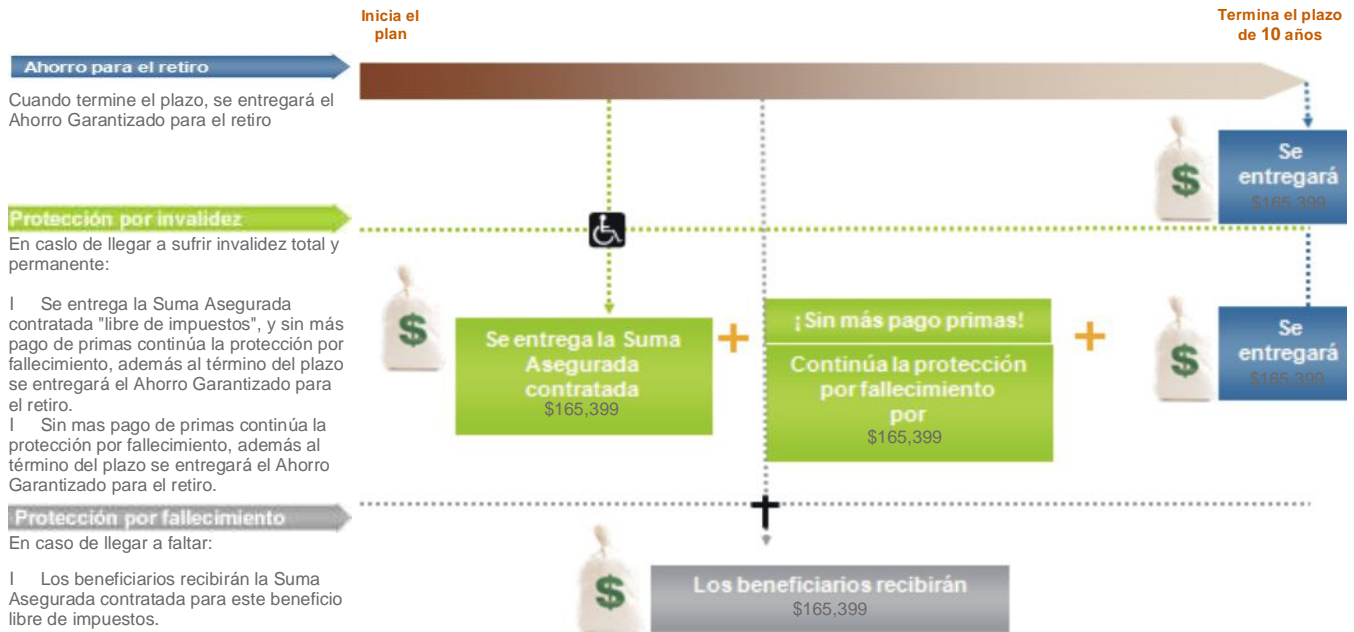 Inicia el
plan
Termina el plazo
de 10 años
Ahorro para el retiro
Cuando termine el plazo, se entregará el
Ahorro Garantizado para el retiro
Se
entregará
$165,399
Protección por invalidez
En caslo de llegar a sufrir invalidez total y
permanente:
l Se entrega la Suma Asegurada
contratada "libre de impuestos", y sin más
pago de primas continúa la protección por
fallecimiento, además al término del plazo
se entregará el Ahorro Garantizado para
el retiro.
l Sin mas pago de primas continúa la
protección por fallecimiento, además al
término del plazo se entregará el Ahorro
Garantizado para el retiro.
$
Se entrega la Suma
Asegurada
contratada
$165,399
+
¡Sin más pago primas!
Continúa la protección
por fallecimiento
por
$165,399
+
$
Se
entregará
$165,399
Protección por fallecimiento
En caso de llegar a faltar:
l Los beneficiarios recibirán la Suma
Asegurada contratada para este beneficio
libre de impuestos.
$
Los beneficiarios recibirán
$165,399